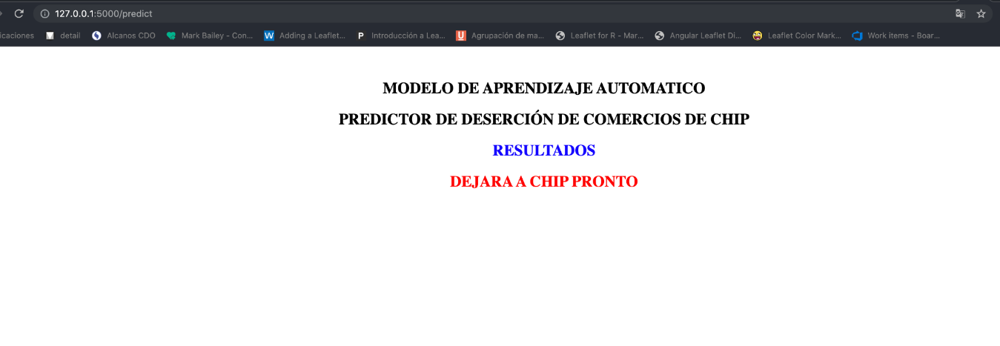 127.0.0.1:5000/predict
icaciones detail Alcanos CDO Mark Bailey - Con... W Adding a Leaflet... P Introducción a Lea... U Agrupación de ma... Leaflet for R - Mar... Angular Leaflet Di... Leaflet Color Mark... Work items - Boar...
MODELO DE APRENDIZAJE AUTOMATICO
PREDICTOR DE DESERCIÓN DE COMERCIOS DE CHIP
RESULTADOS
DEJARA A CHIP PRONTO